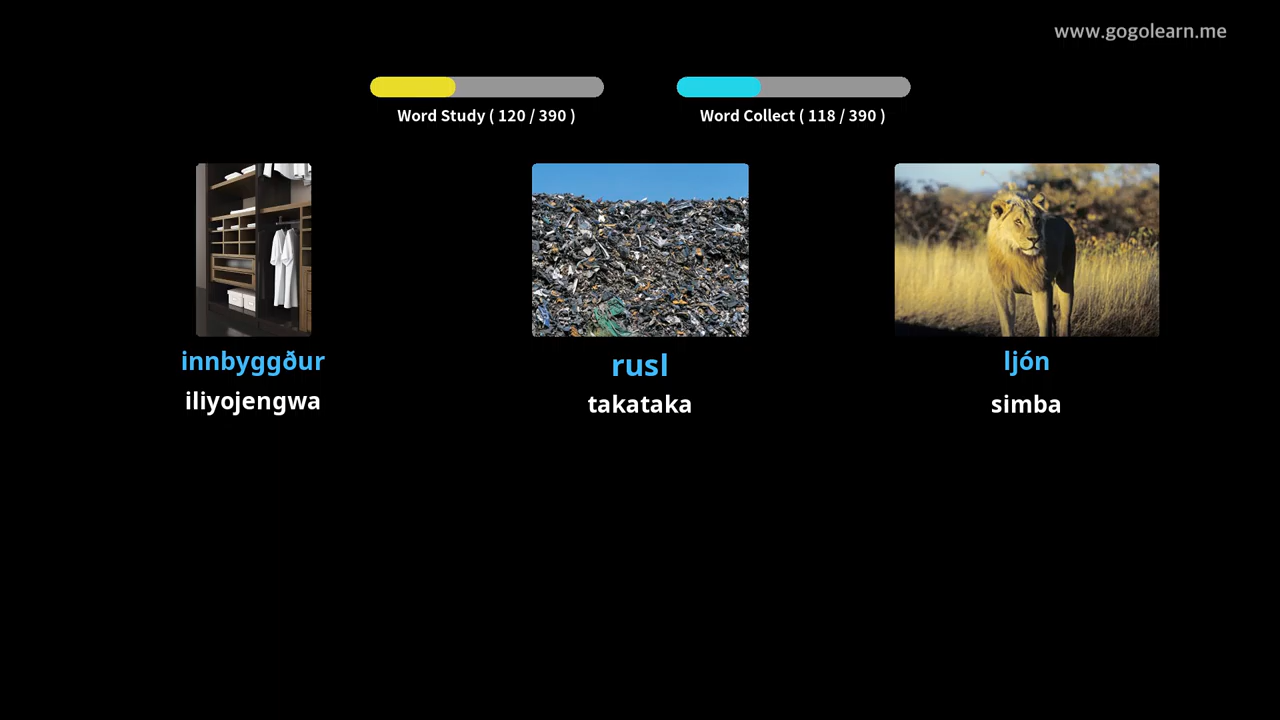 www.gogolearn.me
Word Study ( 120 / 390 )
Word Collect ( 118 / 390 )
innbyggður
iliyojengwa
rusl
takataka
ljón
simba